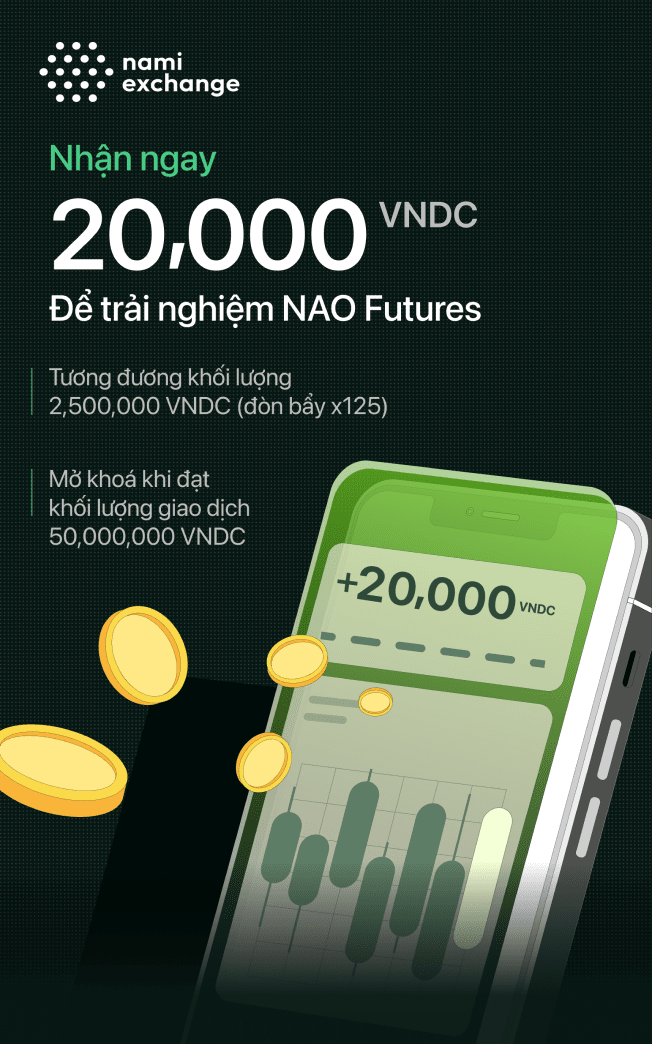 nami
exchange
Nhận ngay
20,000 VNDC
Để trải nghiệm NAO Futures
Tương đương khối lượng
2,500,000 VNDC (đòn bẩy x125)
Mở khoá khi đạt
khối lượng giao dịch
50,000,000 VNDC
+20,000 VNDC